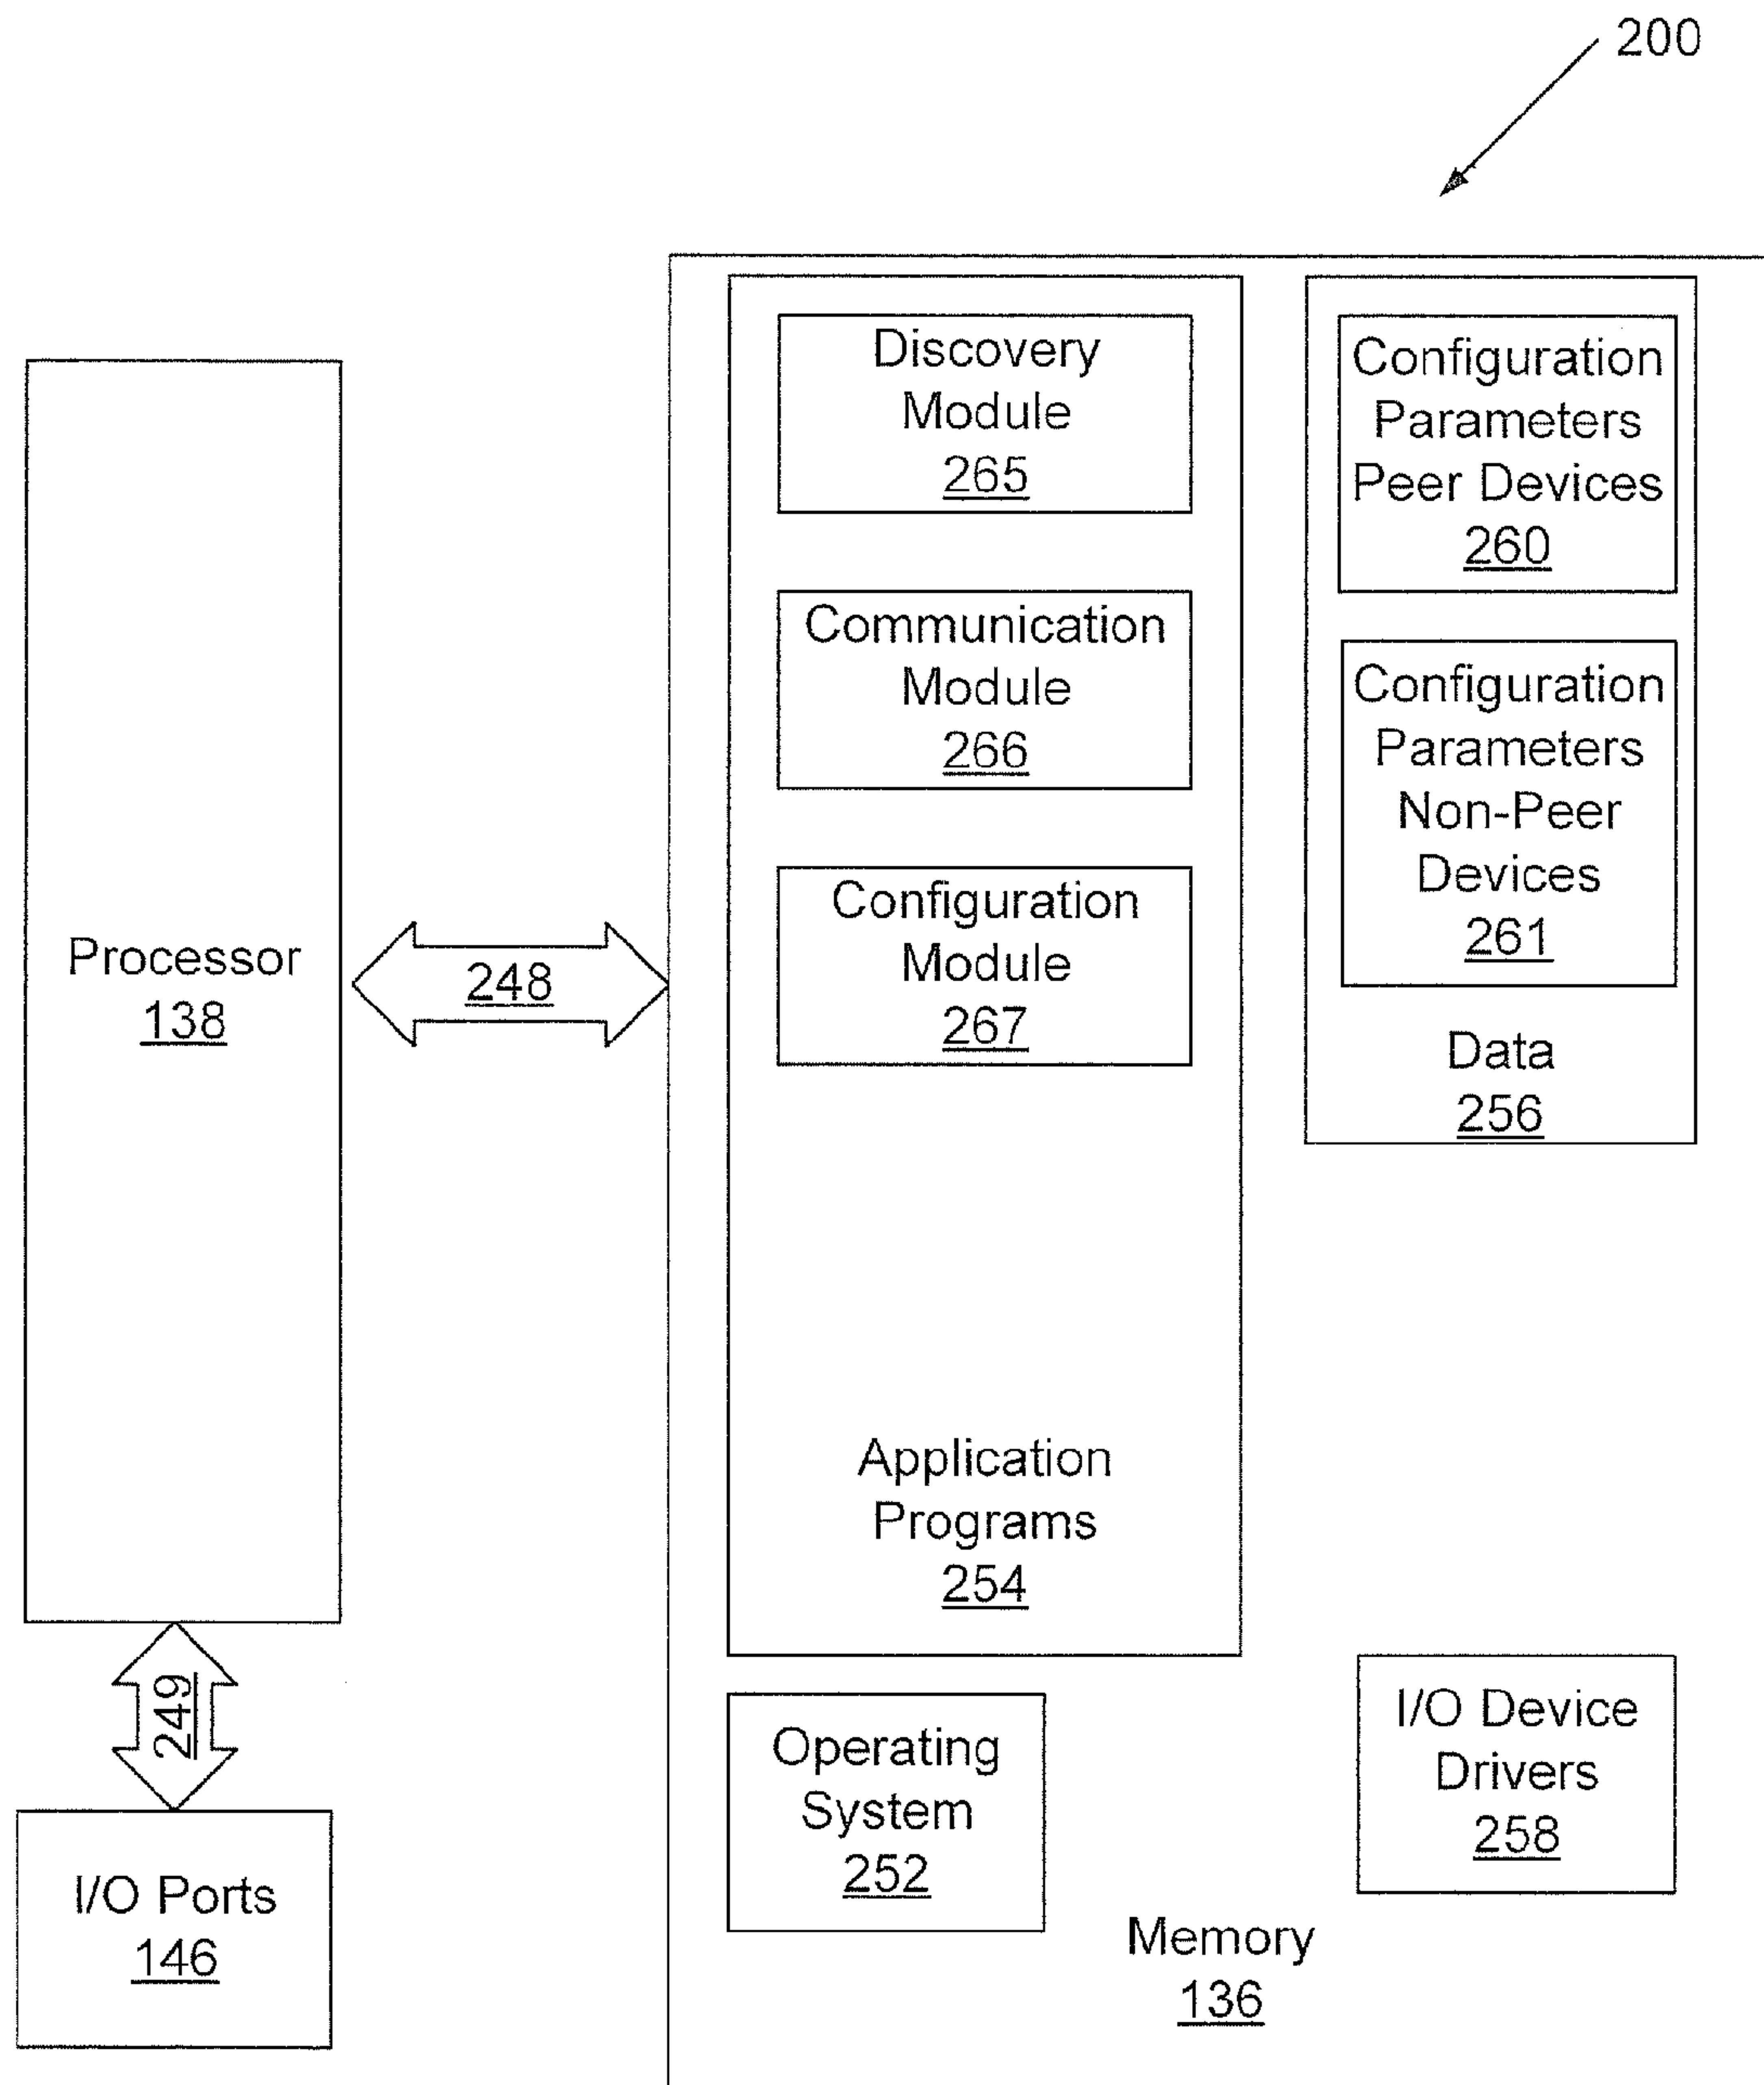 200
Processor
138
248
249
I/O Ports
146
Discovery
Module
265
Communication
Module
266
Configuration
Module
267
Application
Programs
254
Configuration
Parameters
Peer Devices
260
Configuration
Parameters
Non-Peer
Devices
261
Data
256
Operating
System
252
I/O Device
Drivers
258
Memory
136